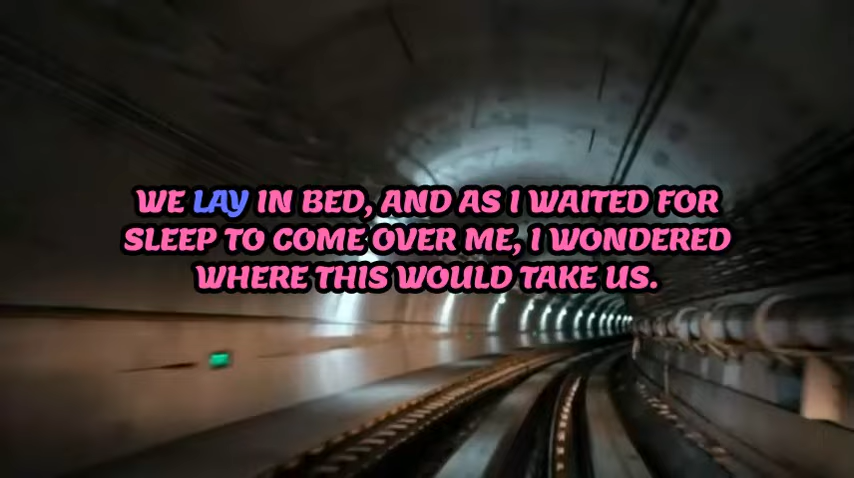 WE LAY IN BED, AND AS I WAITED FOR
SLEEP TO COME OVER ME, I WONDERED
WHERE THIS WOULD TAKE US.